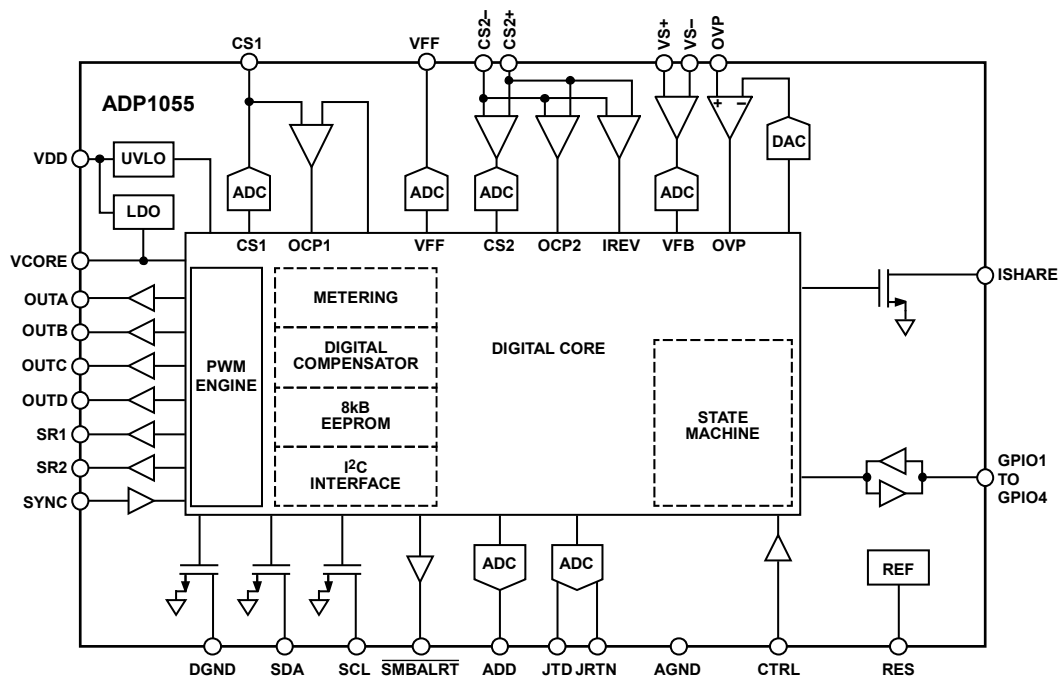 CS1
VFF
CS2–
CS2+
VS+
VS–
OVP
ADP1055
+ –
VDD
UVLO
DAC
ADC
ADC
ADC
ADC
LDO
CS1
OCP1
VFF
CS2
OCP2
IREV
VFB
OVP
VCORE
ISHARE
OUTA
METERING
OUTB
DIGITAL
COMPENSATOR
DIGITAL CORE
OUTC
PWM
ENGINE
OUTD
8kB
EEPROM
STATE
MACHINE
SR1
SR2
I2C
INTERFACE
GPIO1
TO
GPIO4
SYNC
ADC
ADC
REF
DGND
SDA
SCL
SMBALRT
ADD
JTD
JRTN
AGND
CTRL
RES